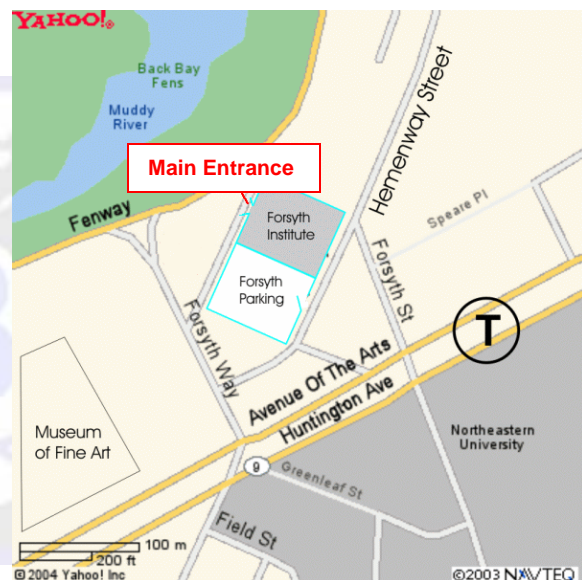 YAHOO!®
Back Bay
Fens
Muddy
River
Main Entrance
Hemenway Street
Fenway
Forsyth
Institute
Speare Pl
Forsyth
Parking
Forsyth St
Forsyth Way
T
Avenue Of The Arts
Huntington Ave
Museum
of Fine Art
Northeastern
University
9
Greenleaf St
Field St
100 m
200 ft
©2004 Yahoo! Inc
©2003 NAVTEQ